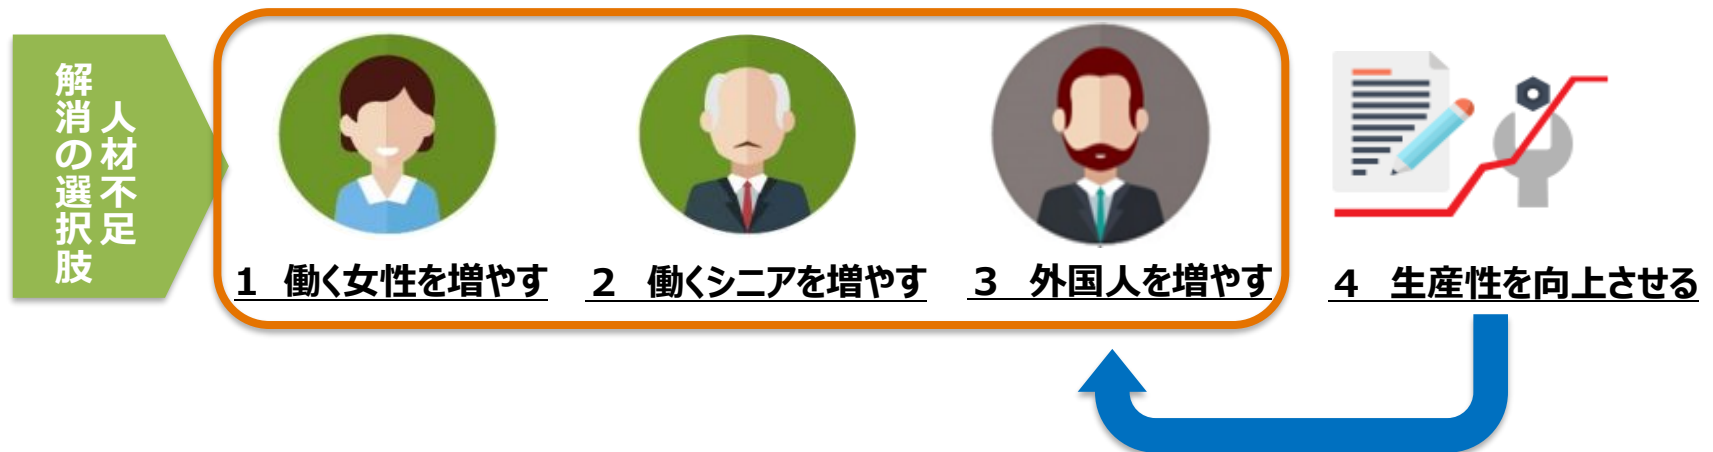 人材不足
解消の選択肢
1 働く女性を増やす
2 働くシニアを増やす
3 外国人を増やす
4 生産性を向上させる